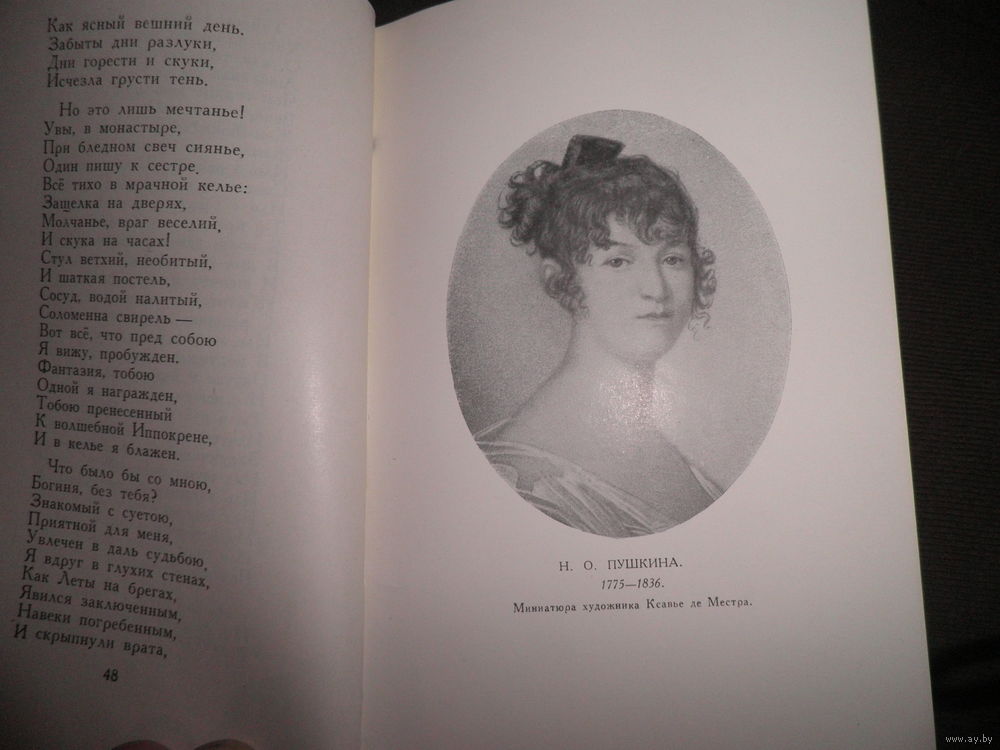 Как ясный вешний день.
Забыты дни разлуки,
Дни горести и скуки,
Исчезла грусти тень.
Но это лишь мечтанье!
Увы, в монастыре,
При бледном свеч сиянье,
Один пишу к сестре.
Всё тихо в мрачной келье:
Защелка на дверях,
Молчанье, враг веселий,
И скука на часах!
Стул ветхий, необитый,
И шаткая постель,
Сосуд, водой налитый,
Соломенна свирель —
Вот всё, что пред собою
Я вижу, пробужден.
Фантазия, тобою
Одной я награжден,
Тобою пренесенный
К волшебной Иппокрене,
И в келье я блажен.
Что было бы со мною,
Богиня, без тебя?
Знакомый с суетою,
Приятной для меня,
Увлечен в даль судьбою,
Я вдруг в глухих стенах,
Как Леты на брегах,
Явился заключенным,
Навеки погребенным,
И скрыпнули врата,
48
Н. О. ПУШКИНА.
1775—1836.
Миниатюра художника Ксавье де Местра.
www.ay.by